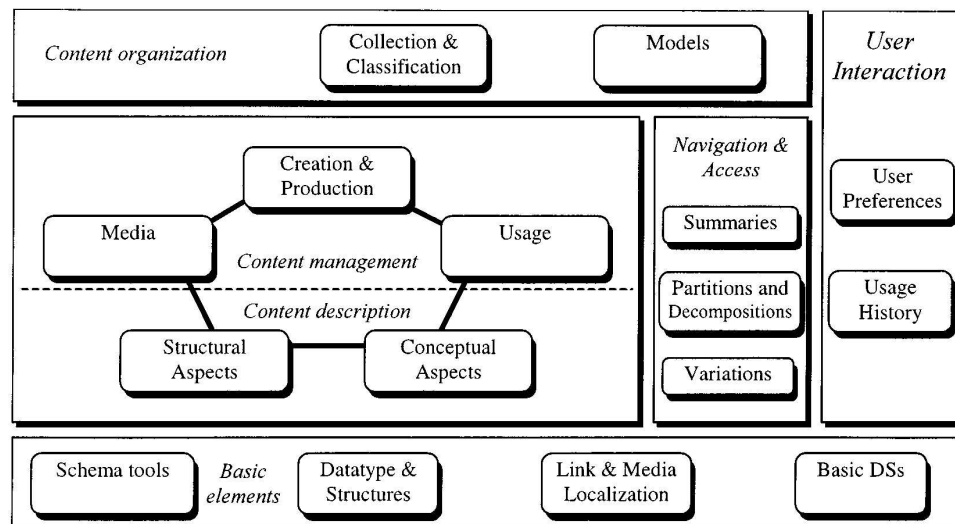 Content organization
Collection &
Classification
Models
User
Interaction
Creation &
Production
Media
Usage
Content management
Content description
Structural
Aspects
Conceptual
Aspects
Navigation &
Access
Summaries
Partitions and
Decompositions
Variations
User
Preferences
Usage
History
Schema tools
Basic
elements
Datatype &
Structures
Link & Media
Localization
Basic DSs